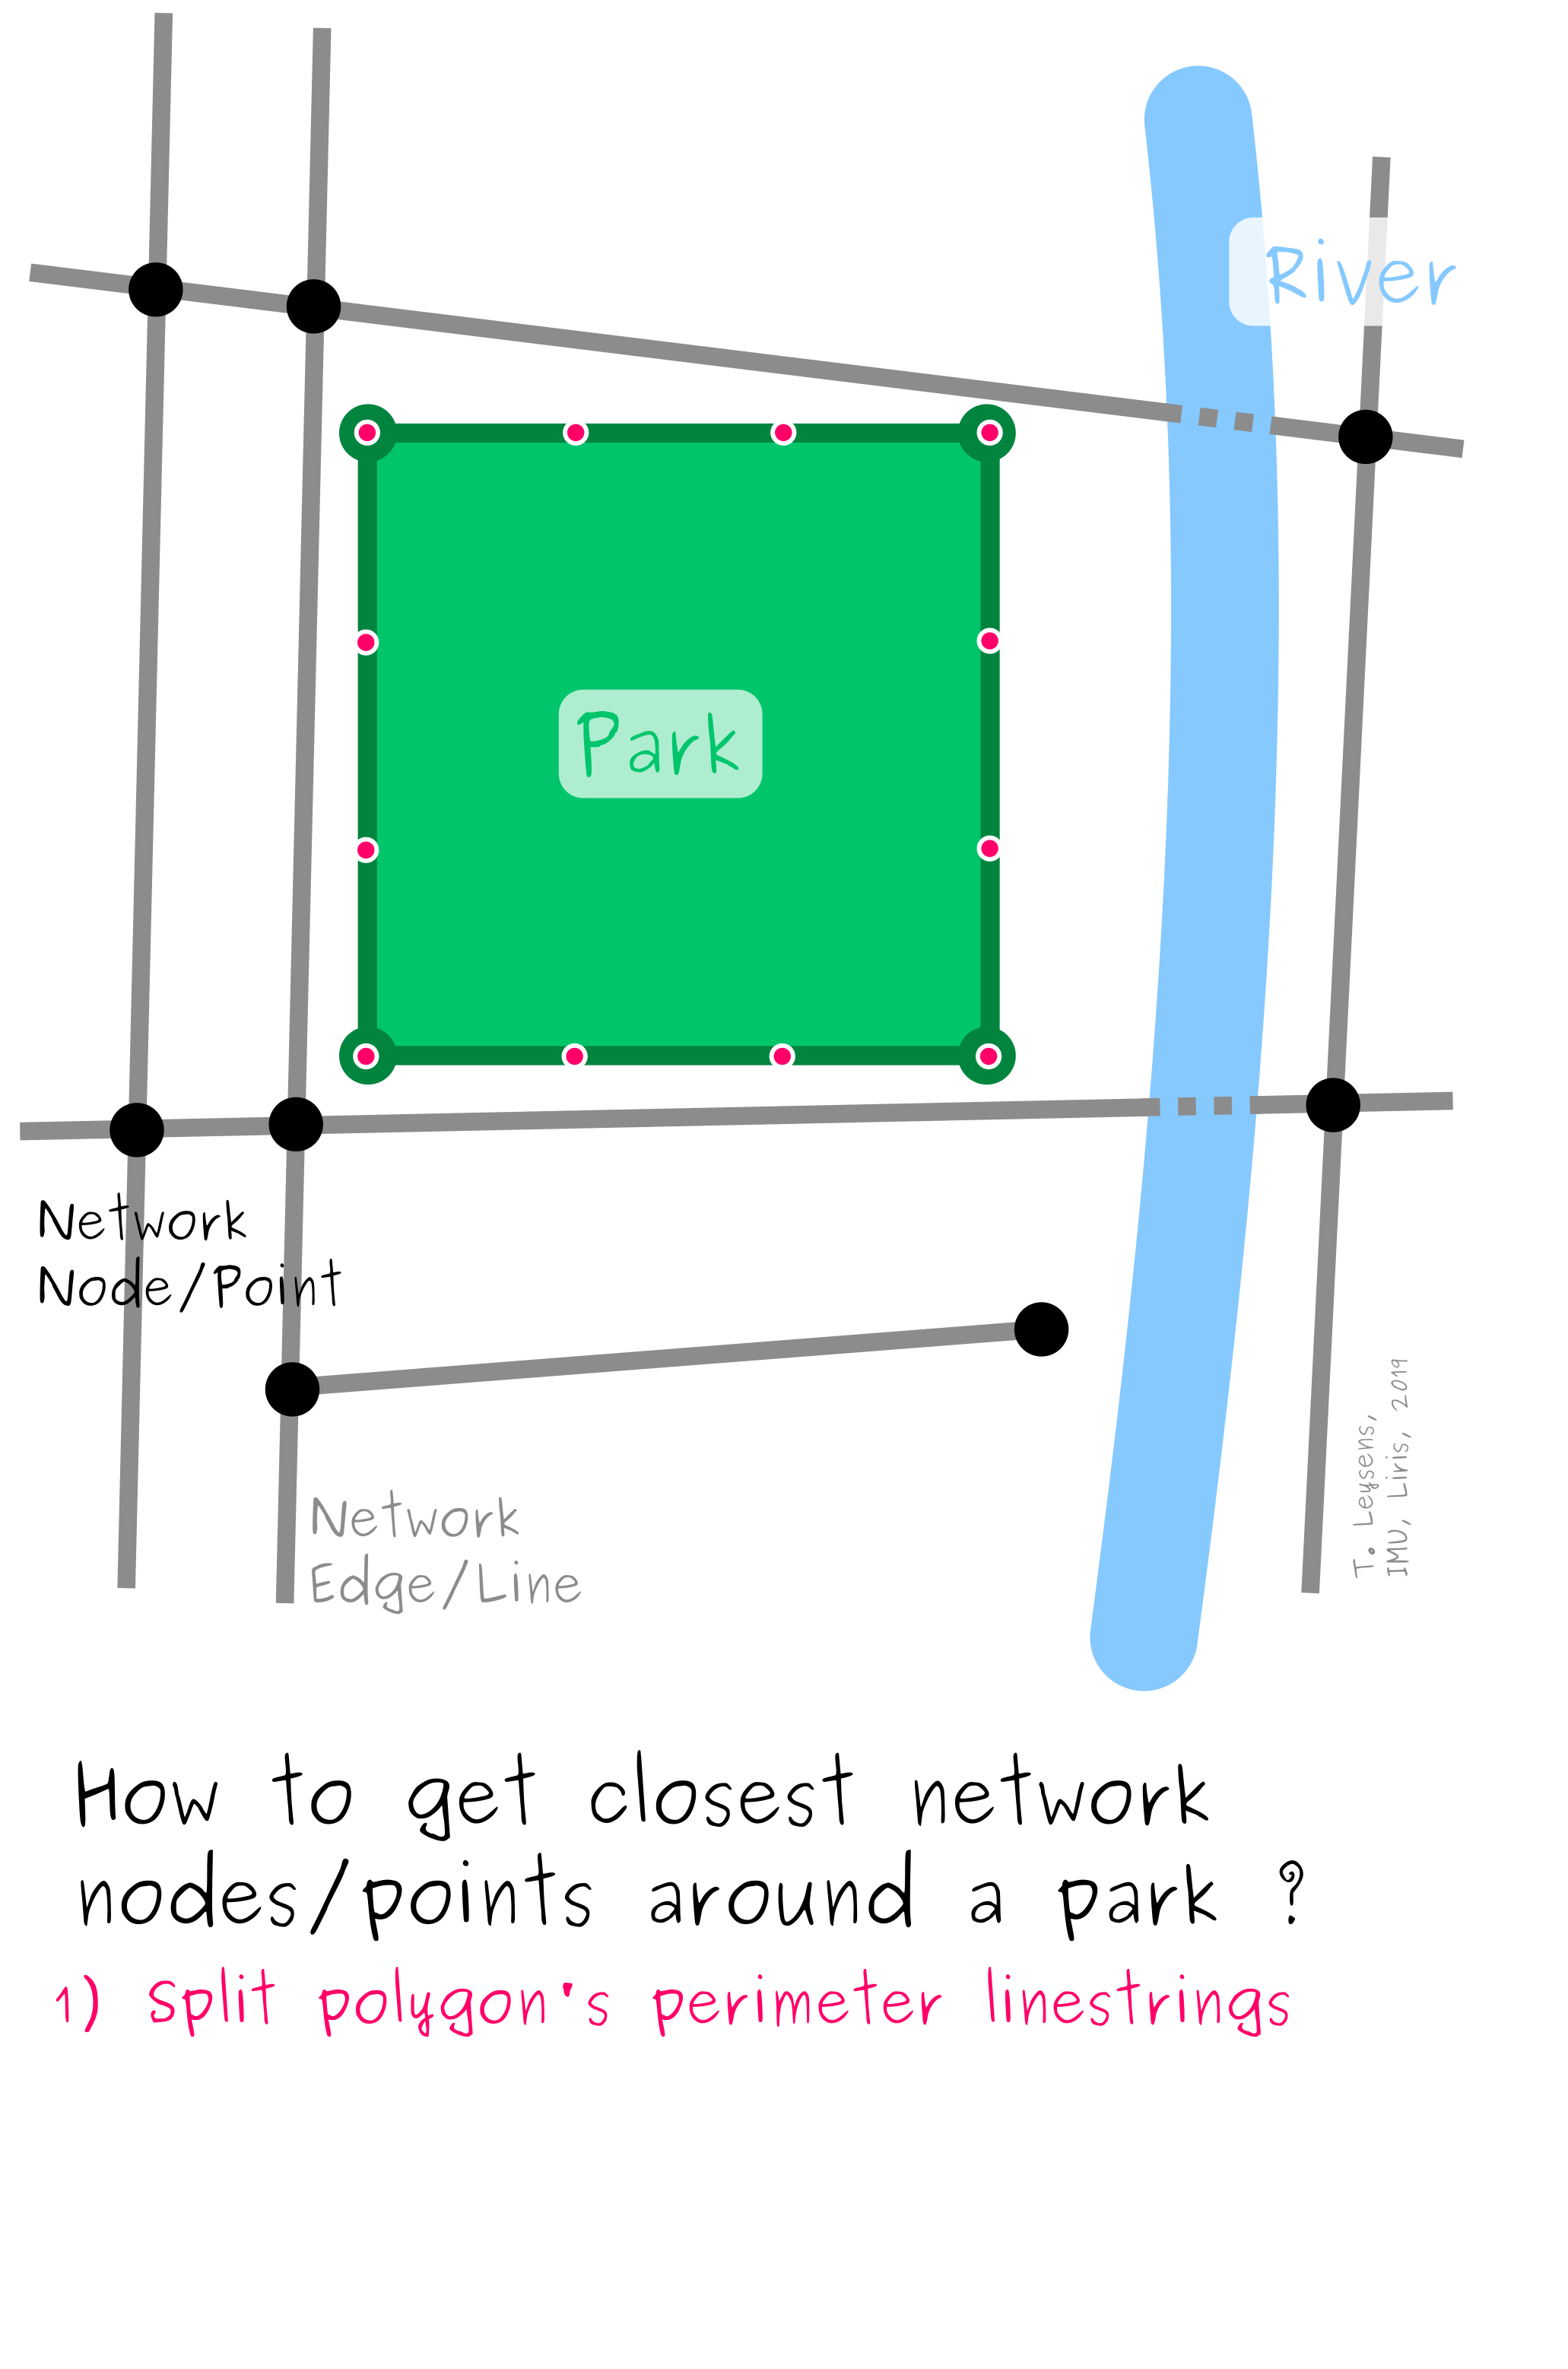 River
Park
Network
Node/Point
Network
Edge/Line
T. Leysens,
IMU, Liris, 2019
How to get closest network
nodes/points around a park ?
1) Split polygon's perimeter linestrings